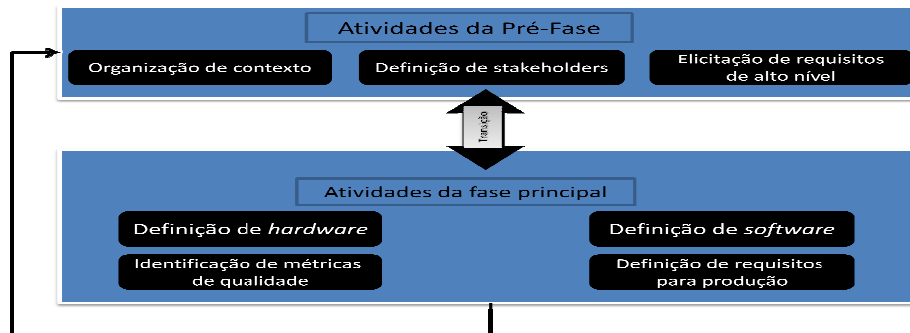 Atividades da Pré-Fase
Organização de contexto
Definição de stakeholders
Elicitação de requisitos
de alto nível
Transição
Atividades da fase principal
Definição de hardware
Definição de software
Identificação de métricas
de qualidade
Definição de requisitos
para produção